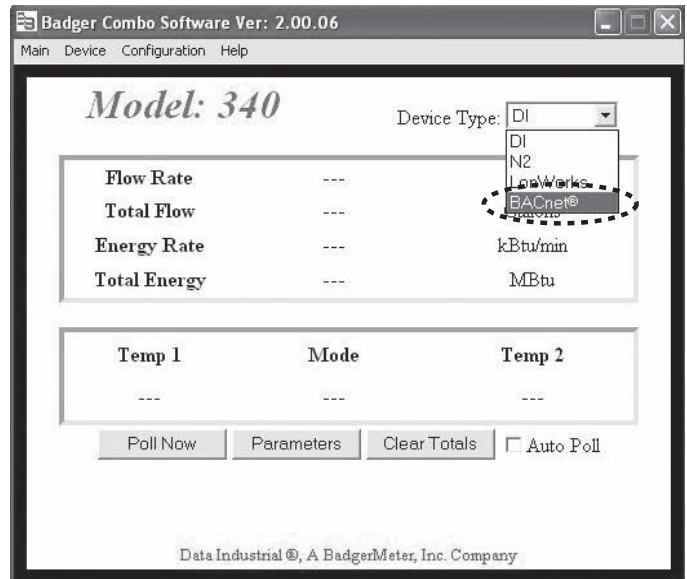 Badger Combo Software Ver: 2.00.06
Main Device Configuration Help
Model: 340
Device Type: DI
DI
N2
LonWorks
BACnet®
Flow Rate ---
Total Flow --- Gallons
Energy Rate --- kBtu/min
Total Energy --- MBtu
Temp 1 Mode Temp 2
--- --- ---
Poll Now Parameters Clear Totals Auto Poll
Data Industrial ®, A BadgerMeter, Inc. Company